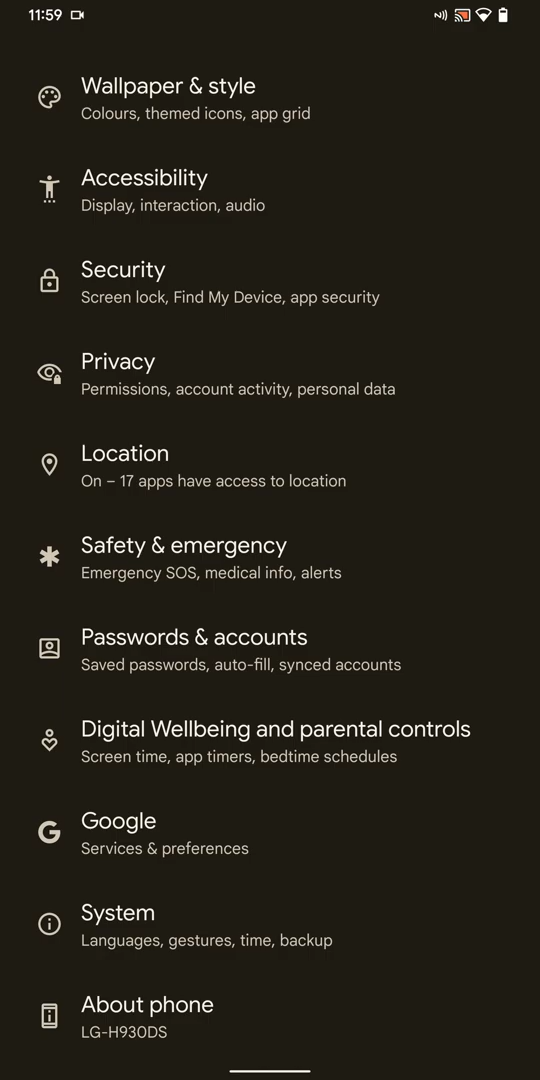 11:59
Wallpaper & style
Colours, themed icons, app grid
Accessibility
Display, interaction, audio
Security
Screen lock, Find My Device, app security
Privacy
Permissions, account activity, personal data
Location
On – 17 apps have access to location
Safety & emergency
Emergency SOS, medical info, alerts
Passwords & accounts
Saved passwords, auto-fill, synced accounts
Digital Wellbeing and parental controls
Screen time, app timers, bedtime schedules
Google
Services & preferences
System
Languages, gestures, time, backup
About phone
LG-H930DS